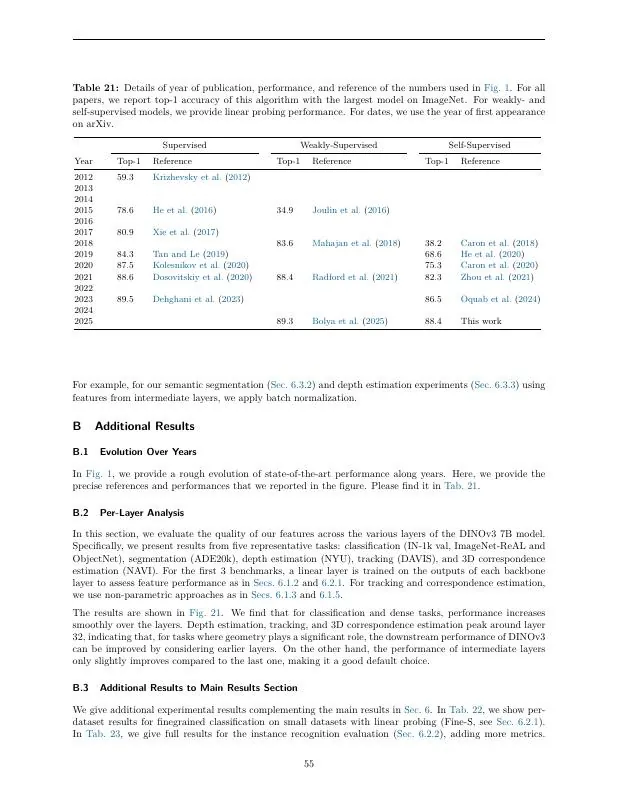 Table 21: Details of year of publication, performance, and reference of the numbers used in Fig. 1. For all
papers, we report top-1 accuracy of this algorithm with the largest model on ImageNet. For weakly- and
self-supervised models, we provide linear probing performance. For dates, we use the year of first appearance
on arXiv.
Supervised Weakly-Supervised Self-Supervised
Year Top-1 Reference Top-1 Reference Top-1 Reference
2012 59.3 Krizhevsky et al. (2012)
2013
2014
2015 78.6 He et al. (2016) 34.9 Joulin et al. (2016)
2016
2017 80.9 Xie et al. (2017)
2018 83.6 Mahajan et al. (2018) 38.2 Caron et al. (2018)
2019 84.3 Tan and Le (2019) 68.6 He et al. (2020)
2020 87.5 Kolesnikov et al. (2020) 75.3 Caron et al. (2020)
2021 88.6 Dosovitskiy et al. (2020) 88.4 Radford et al. (2021) 82.3 Zhou et al. (2021)
2022
2023 89.5 Dehghani et al. (2023) 86.5 Oquab et al. (2024)
2024
2025 89.3 Bolya et al. (2025) 88.4 This work
For example, for our semantic segmentation (Sec. 6.3.2) and depth estimation experiments (Sec. 6.3.3) using
features from intermediate layers, we apply batch normalization.
B Additional Results
B.1 Evolution Over Years
In Fig. 1, we provide a rough evolution of state-of-the-art performance along years. Here, we provide the
precise references and performances that we reported in the figure. Please find it in Tab. 21.
B.2 Per-Layer Analysis
In this section, we evaluate the quality of our features across the various layers of the DINOv3 7B model.
Specifically, we present results from five representative tasks: classification (IN-1k val, ImageNet-ReAL and
ObjectNet), segmentation (ADE20k), depth estimation (NYU), tracking (DAVIS), and 3D correspondence
estimation (NAVI). For the first 3 benchmarks, a linear layer is trained on the outputs of each backbone
layer to assess feature performance as in Secs. 6.1.2 and 6.2.1. For tracking and correspondence estimation,
we use non-parametric approaches as in Secs. 6.1.3 and 6.1.5.
The results are shown in Fig. 21. We find that for classification and dense tasks, performance increases
smoothly over the layers. Depth estimation, tracking, and 3D correspondence estimation peak around layer
32, indicating that, for tasks where geometry plays a significant role, the downstream performance of DINOv3
can be improved by considering earlier layers. On the other hand, the performance of intermediate layers
only slightly improves compared to the last one, making it a good default choice.
B.3 Additional Results to Main Results Section
We give additional experimental results complementing the main results in Sec. 6. In Tab. 22, we show per-
dataset results for finegrained classification on small datasets with linear probing (Fine-S, see Sec. 6.2.1).
In Tab. 23, we give full results for the instance recognition evaluation (Sec. 6.2.2), adding more metrics.
55